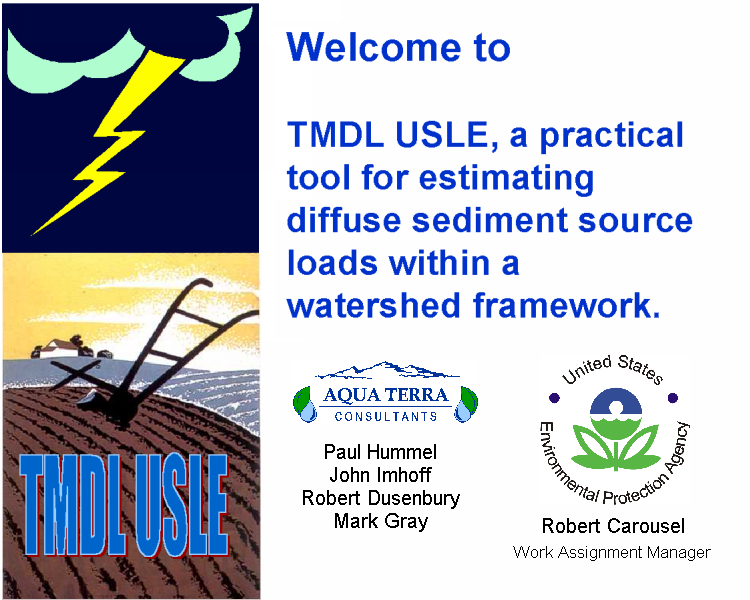 Welcome to
TMDL USLE, a practical
tool for estimating
diffuse sediment source
loads within a
watershed framework.
TMDL USLE
AQUA TERRA
CONSULTANTS
Paul Hummel
John Imhoff
Robert Dusenbury
Mark Gray
United States
Environmental Protection Agency
Robert Carousel
Work Assignment Manager